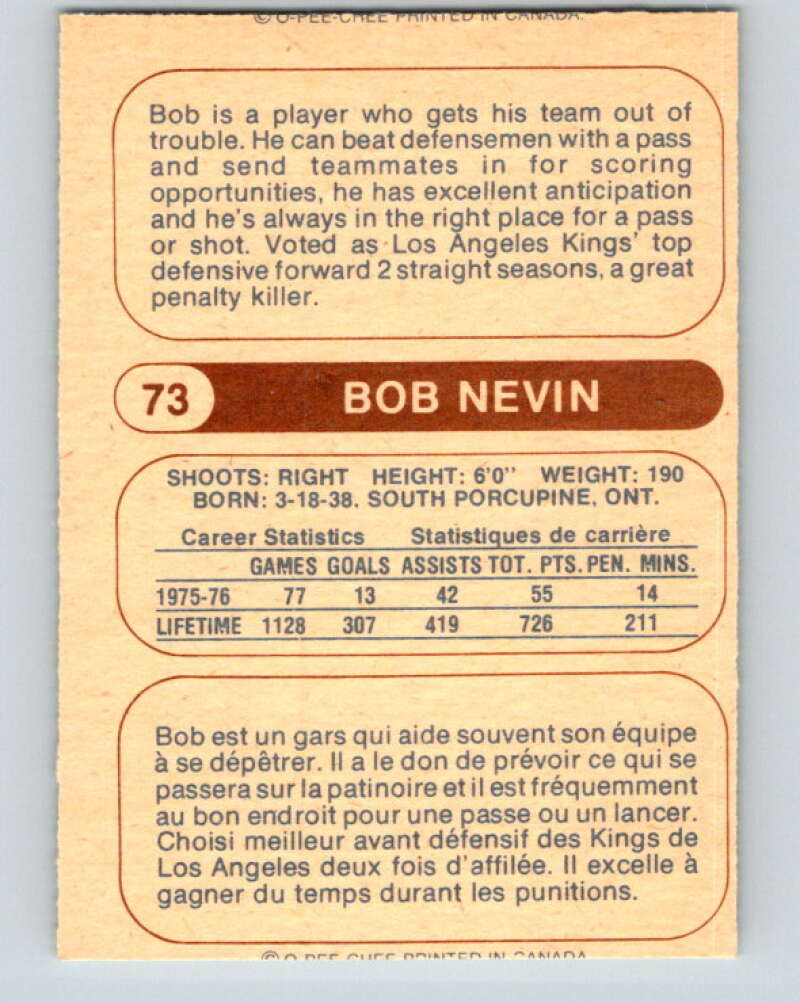 © O-PEE-CHEE PRINTED IN CANADA.
Bob is a player who gets his team out of
trouble. He can beat defensemen with a pass
and send teammates in for scoring
opportunities, he has excellent anticipation
and he's always in the right place for a pass
or shot. Voted as Los Angeles Kings' top
defensive forward 2 straight seasons, a great
penalty killer.
73 BOB NEVIN
SHOOTS: RIGHT HEIGHT: 6'0" WEIGHT: 190
BORN: 3-18-38. SOUTH PORCUPINE, ONT.
Career Statistics Statistiques de carrière
GAMES GOALS ASSISTS TOT. PTS. PEN. MINS.
1975-76 77 13 42 55 14
LIFETIME 1128 307 419 726 211
Bob est un gars qui aide souvent son équipe
à se dépêtrer. Il a le don de prévoir ce qui se
passera sur la patinoire et il est fréquemment
au bon endroit pour une passe ou un lancer.
Choisi meilleur avant défensif des Kings de
Los Angeles deux fois d'affilée. Il excelle à
gagner du temps durant les punitions.
© O-PEE-CHEE PRINTED IN CANADA